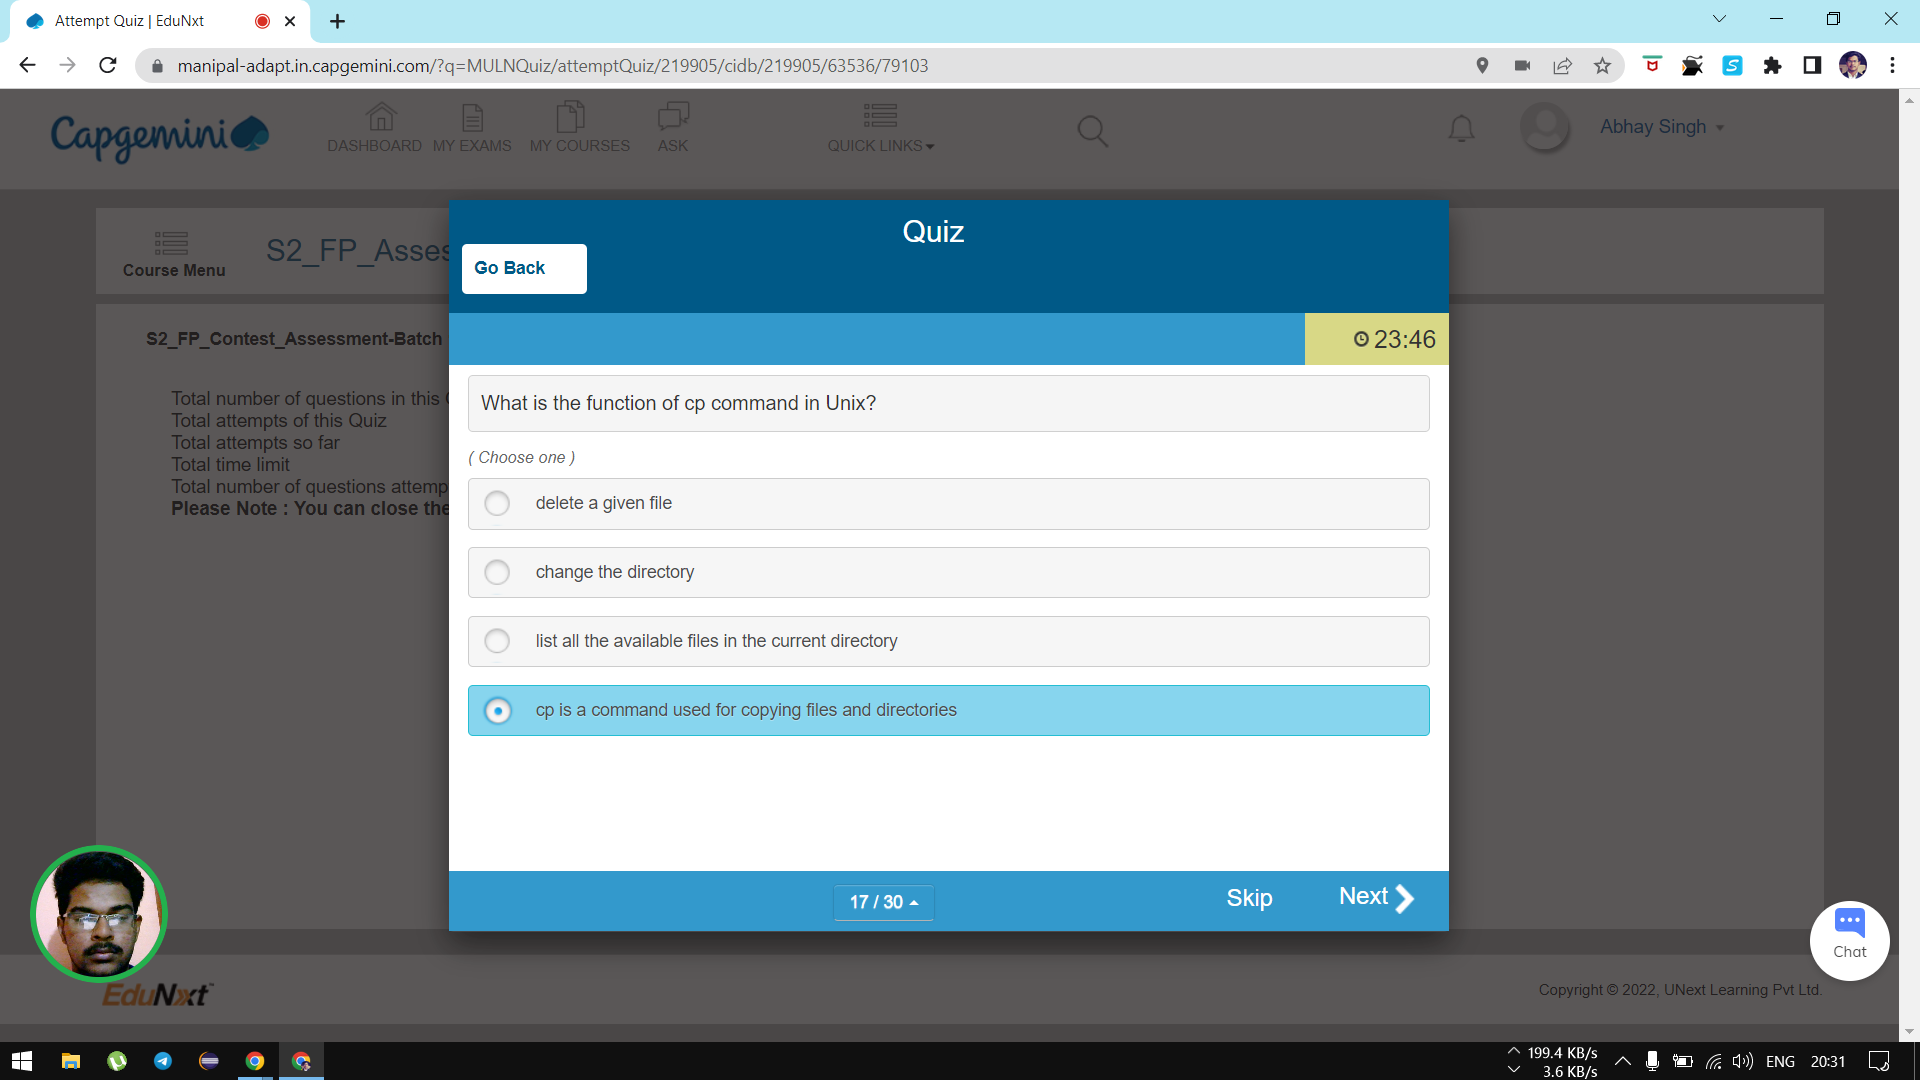 Attempt Quiz | EduNxt
manipal-adapt.in.capgemini.com/?q=MULNQuiz/attemptQuiz/219905/cidb/219905/63536/79103
Capgemini
DASHBOARD MY EXAMS MY COURSES ASK QUICK LINKS
Abhay Singh
Course Menu
S2_FP_Asses
Quiz
Go Back
23:46
S2_FP_Contest_Assessment-Batch
Total number of questions in this
Total attempts of this Quiz
Total attempts so far
Total time limit
Total number of questions attemp
Please Note : You can close the
What is the function of cp command in Unix?
( Choose one )
delete a given file
change the directory
list all the available files in the current directory
cp is a command used for copying files and directories
17 / 30
Skip
Next
Chat
EduNxt
Copyright © 2022, UNext Learning Pvt Ltd.
199.4 KB/s
3.6 KB/s
ENG
20:31